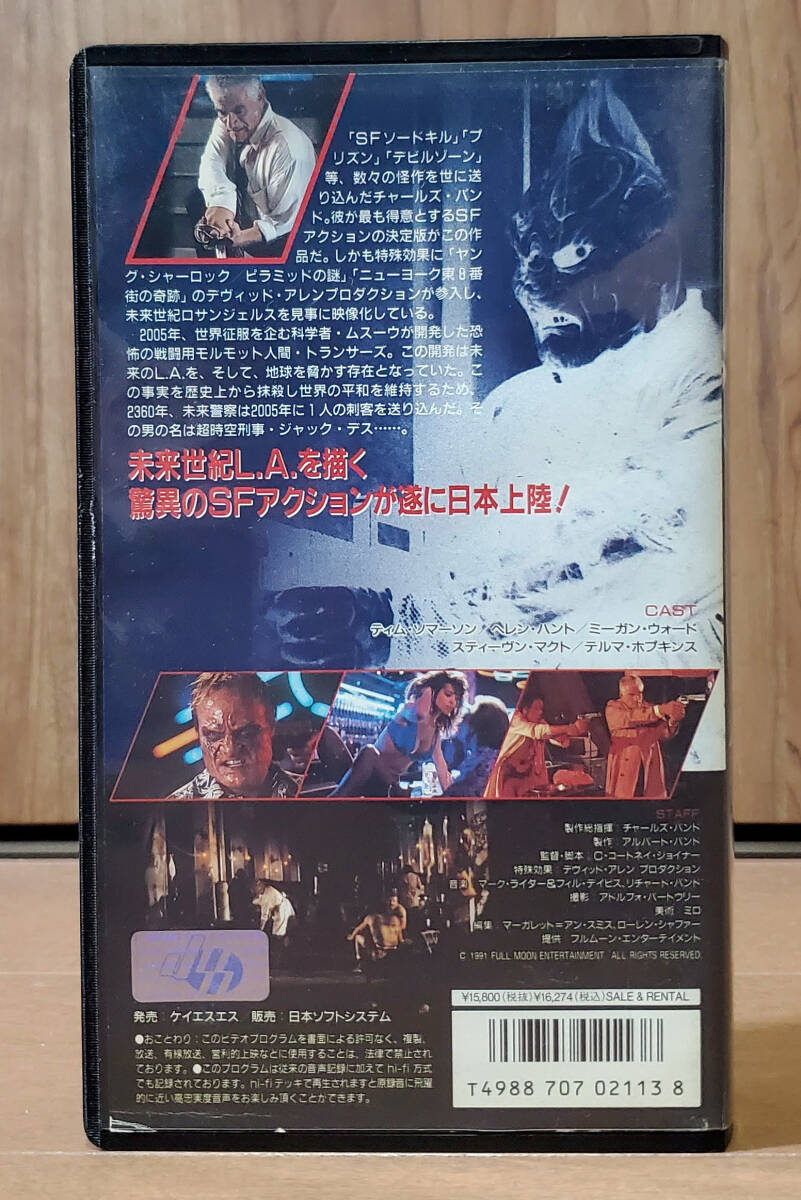 「SFソードキル」「プ
リズン」「デビルゾーン」
等、数々の怪作を世に送
り込んだチャールズ・バン
ド。彼が最も得意とするSF
アクションの決定版がこの作
品だ。しかも特殊効果に「ヤン
グ・シャーロック ピラミッドの謎」「ニューヨーク東8番
街の奇跡」のデヴィッド・アレンプロダクションが参入し、
未来世紀ロサンジェルスを見事に映像化している。
2005年、世界征服を企む科学者・ムスーウが開発した恐
怖の戦闘用モルモット人間・トランサーズ。この開発は未
来のL.A.を、そして、地球を脅かす存在となっていた。こ
の事実を歴史上から抹殺し世界の平和を維持するため、
2360年、未来警察は2005年に1人の刺客を送り込んだ。そ
の男の名は超時空刑事・ジャック・デス……。
未来世紀L.A.を描く
驚異のSFアクションが遂に日本上陸!
CAST
ティム・ソマーソン/ヘレン・ハント/ミーガン・ウォード
スティーヴン・マクト/テルマ・ホプキンス
STAFF
製作総指揮:チャールズ・バンド
製作:アルバート・バンド
監督・脚本:C・コートネイ・ジョイナー
特殊効果:デヴィット・アレン プロダクション
音楽:マーク・ライター&フィル・デイビス、リチャート・バンド
撮影:アドルフォ・バートゥリー
美術:ミロ
編集:マーガレット=アン・スミス、ローレン・シャファー
提供:フルムーン・エンターテイメント
© 1991 FULL MOON ENTERTAINMENT ALL RIGHTS RESERVED.
¥15,800(税抜)¥16,274(税込)SALE & RENTAL
発売:ケイエスエス 販売:日本ソフトシステム
●おことわり:このビデオプログラムを書面による許可なく、複製、
放送、有線放送、営利的上映などに使用することは、法律で禁止され
ております。●このプログラムは従来の音声記録に加えて hi-fi 方式
でも記録されております。hi-fiデッキで再生されますと原録音に飛躍
的に近い高忠実度音声をお楽しみ頂くことができます。
T4988 707 02113 8